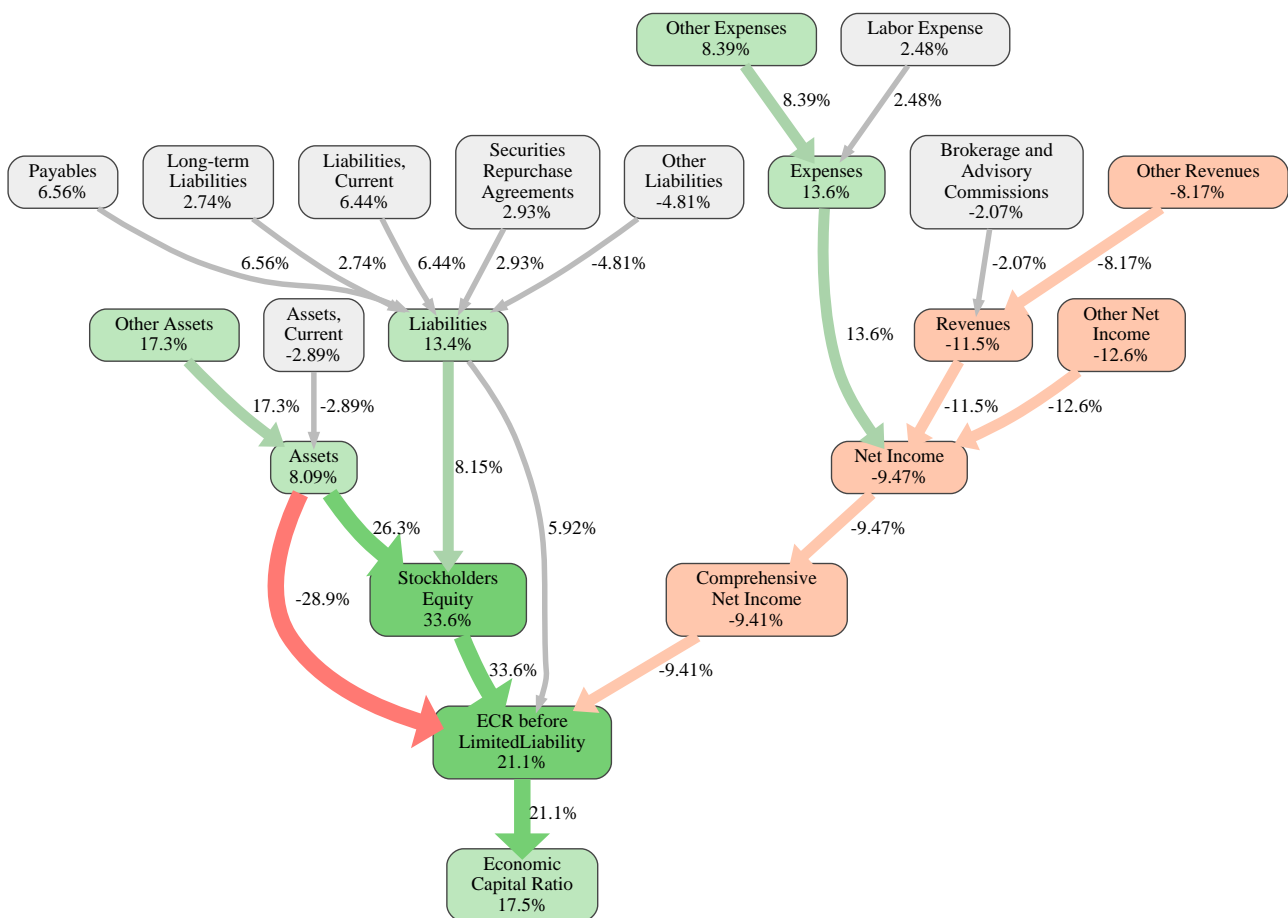 Other Expenses
8.39%
Labor Expense
2.48%
8.39%
2.48%
Payables
6.56%
Long-term
Liabilities
2.74%
Liabilities,
Current
6.44%
Securities
Repurchase
Agreements
2.93%
Other
Liabilities
-4.81%
Expenses
13.6%
Brokerage and
Advisory
Commissions
-2.07%
Other Revenues
-8.17%
6.56%
2.74%
6.44%
2.93%
-4.81%
-2.07%
-8.17%
Other Assets
17.3%
Assets,
Current
-2.89%
Liabilities
13.4%
13.6%
Revenues
-11.5%
Other Net
Income
-12.6%
17.3%
-2.89%
-11.5%
-12.6%
Assets
8.09%
8.15%
Net Income
-9.47%
26.3%
5.92%
-9.47%
-28.9%
Stockholders
Equity
33.6%
Comprehensive
Net Income
-9.41%
33.6%
-9.41%
ECR before
LimitedLiability
21.1%
21.1%
Economic
Capital Ratio
17.5%